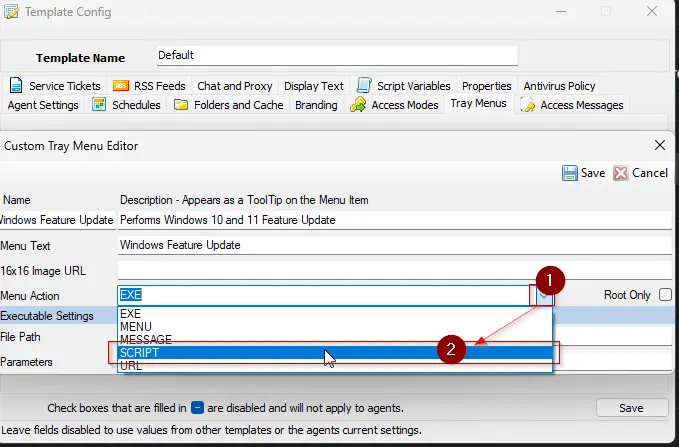 Template Config
Template Name Default
Service Tickets RSS Feeds Chat and Proxy Display Text Script Variables Properties Antivirus Policy
Agent Settings Schedules Folders and Cache Branding Access Modes Tray Menus Access Messages
Custom Tray Menu Editor
Save Cancel
Name Description - Appears as a ToolTip on the Menu Item
Windows Feature Update Performs Windows 10 and 11 Feature Update
Menu Text Windows Feature Update
16x16 Image URL
1
Menu Action EXE Root Only
Executable Settings EXE
MENU
File Path MESSAGE
SCRIPT 2
Parameters URL
Check boxes that are filled in - are disabled and will not apply to agents. Save
Leave fields disabled to use values from other templates or the agents current settings.